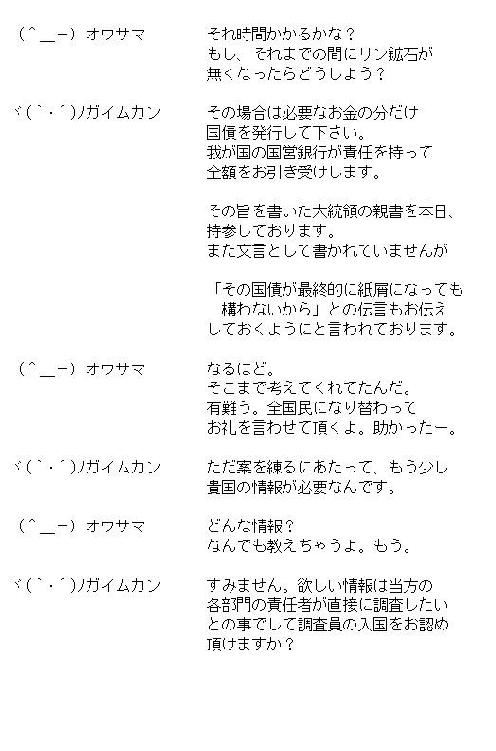 (＾＿－) オワサマ　それ時間かかるかな？
もし、それまでの間にリン鉱石が
無くなったらどうしよう？
ヾ(｀・´)ノガイムカン　その場合は必要なお金の分だけ
国債を発行して下さい。
我が国の国営銀行が責任を持って
全額をお引き受けします。
その旨を書いた大統領の親書を本日、
持参しております。
また文言として書かれていませんが
「その国債が最終的に紙屑になっても
構わないから」との伝言もお伝え
しておくようにと言われております。
(＾＿－) オワサマ　なるほど。
そこまで考えてくれてたんだ。
有難う。全国民になり替わって
お礼を言わせて頂くよ。助かったー。
ヾ(｀・´)ノガイムカン　ただ案を練るにあたって、もう少し
貴国の情報が必要なんです。
(＾＿－) オワサマ　どんな情報？
なんでも教えちゃうよ。もう。
ヾ(｀・´)ノガイムカン　すみません。欲しい情報は当方の
各部門の責任者が直接に調査したい
との事でして調査員の入国をお認め
頂けますか？